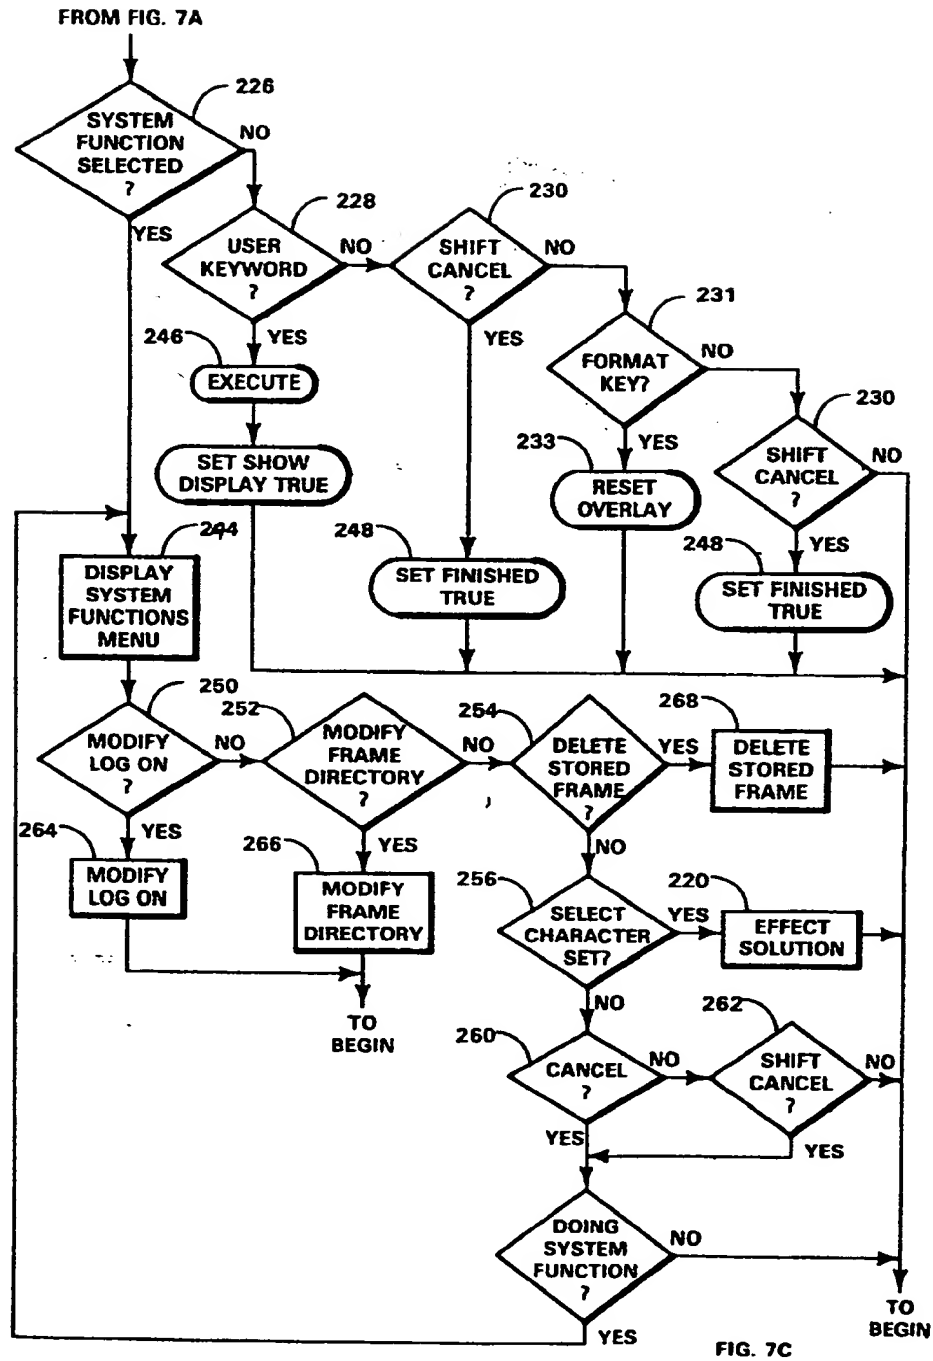 FROM FIG. 7A
226
SYSTEM
FUNCTION
SELECTED
?
NO
YES
228
USER
KEYWORD
?
NO
YES
230
SHIFT
CANCEL
?
NO
YES
231
FORMAT
KEY?
NO
YES
230
SHIFT
CANCEL
?
NO
YES
246
EXECUTE
SET SHOW
DISPLAY TRUE
233
RESET
OVERLAY
248
SET FINISHED
TRUE
248
SET FINISHED
TRUE
244
DISPLAY
SYSTEM
FUNCTIONS
MENU
250
MODIFY
LOG ON
?
NO
YES
252
MODIFY
FRAME
DIRECTORY
?
NO
YES
254
DELETE
STORED
FRAME
?
YES
NO
268
DELETE
STORED
FRAME
264
MODIFY
LOG ON
266
MODIFY
FRAME
DIRECTORY
TO
BEGIN
256
SELECT
CHARACTER
SET?
YES
NO
220
EFFECT
SOLUTION
260
CANCEL
?
NO
YES
262
SHIFT
CANCEL
?
NO
YES
DOING
SYSTEM
FUNCTION
?
NO
YES
TO
BEGIN
FIG. 7C